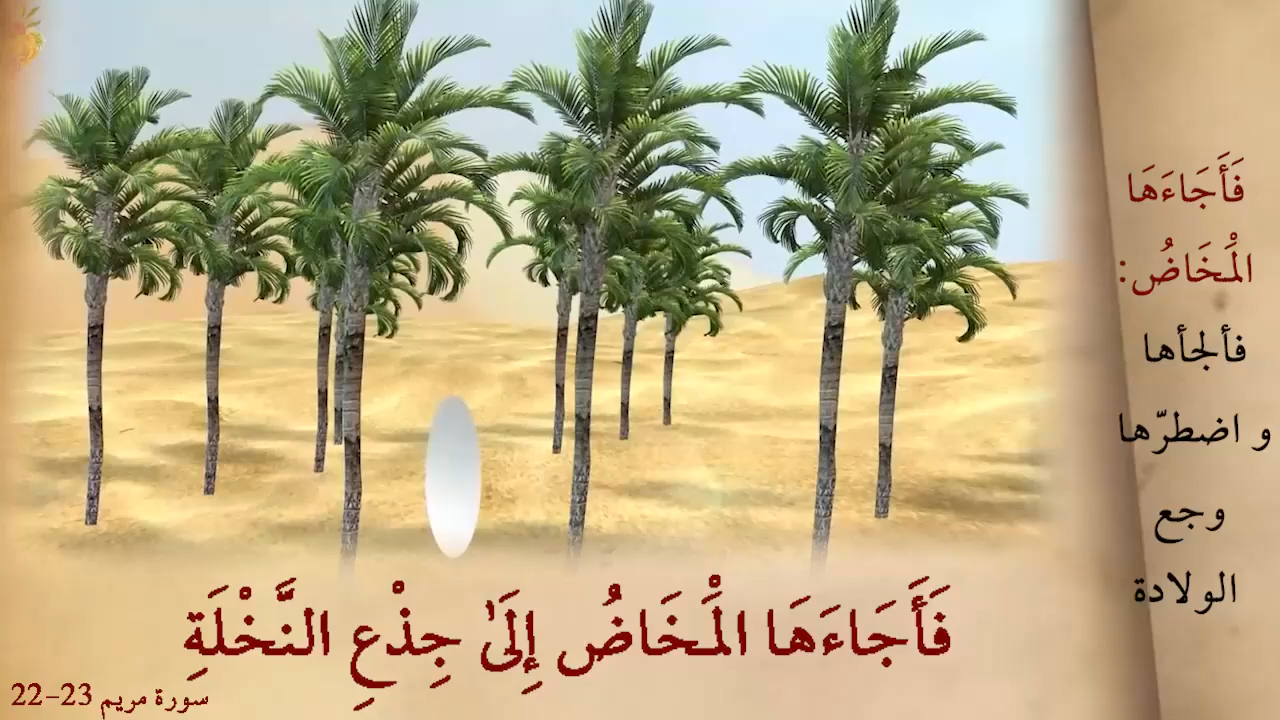 فَأَجَاءَهَا
الْمَخَاضُ:
فألجأها
و اضطرّها
وجع
الولادة
فَأَجَاءَهَا الْمَخَاضُ إِلَىٰ جِذْعِ النَّخْلَةِ
سورة مريم 23-22